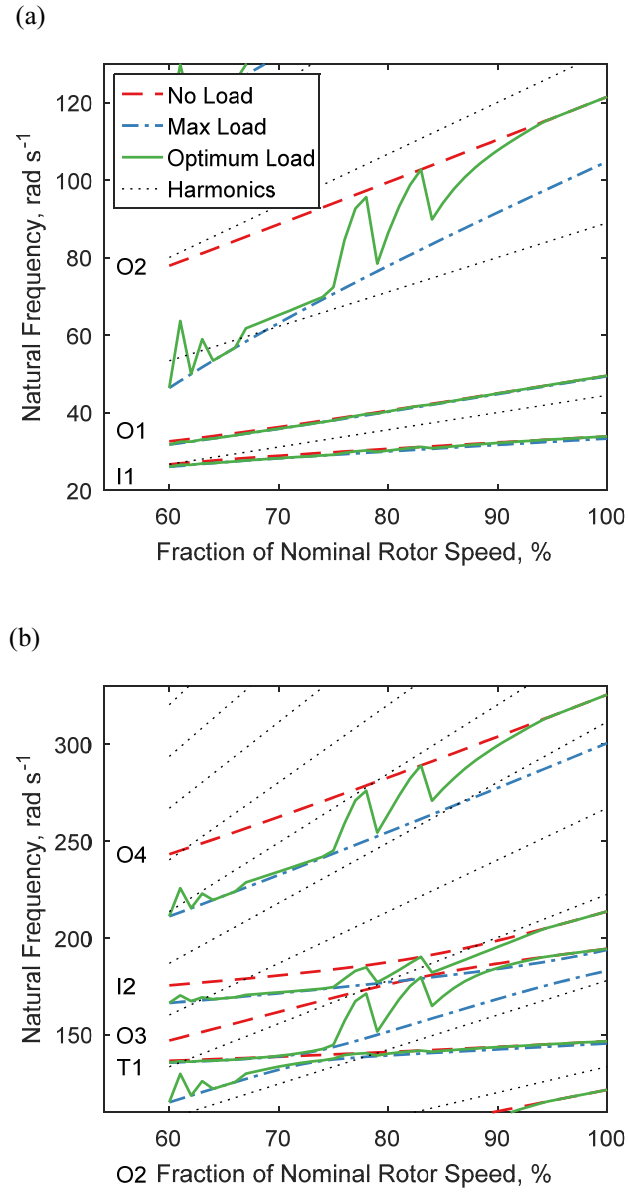 (a)
Natural Frequency, rad s-1
120
100
80
60
40
20
No Load
Max Load
Optimum Load
Harmonics
O2
O1
I1
60 70 80 90 100
Fraction of Nominal Rotor Speed, %
(b)
Natural Frequency, rad s-1
300
250
200
150
O4
I2
O3
T1
60 70 80 90 100
O2 Fraction of Nominal Rotor Speed, %